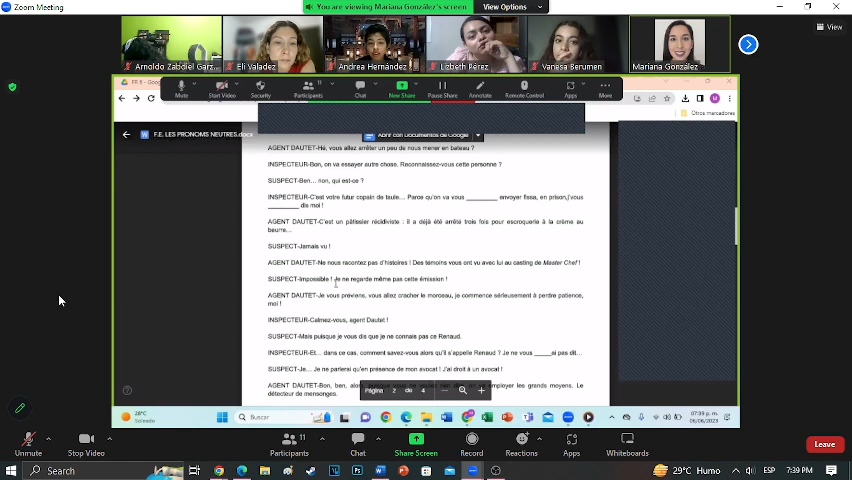 Zoom Meeting
You are viewing Mariana González's screen
View Options
View
Arnoldo Zabdiel Garz...
Eli Valadez
Andrea Hernández
Lizbeth Pérez
Vanesa Berumen
Mariana González
Mute
Start Video
Security
Participants
11
Chat
New Share
Pause Share
Annotate
Remote Control
Apps
More
Otros marcadores
W
F.E. LES PRONOMS NEUTRES.docx
Abrir con Documentos de Google
AGENT DAUTET-Hé, vous allez arrêter un peu de nous mener en bateau ?
INSPECTEUR-Bon, on va essayer autre chose. Reconnaissez-vous cette personne ?
SUSPECT-Ben... non, qui est-ce ?
INSPECTEUR-C'est votre futur copain de taule... Parce qu'on va vous _________ envoyer fissa, en prison,j'vous
_________ dis moi !
AGENT DAUTET-C'est un pâtissier récidiviste : il a déjà été arrêté trois fois pour escroquerie à la crème au
beurre...
SUSPECT-Jamais vu !
AGENT DAUTET-Ne nous racontez pas d'histoires ! Des témoins vous ont vu avec lui au casting de Master Chef !
SUSPECT-Impossible ! Je ne regarde même pas cette émission !
AGENT DAUTET-Je vous préviens, vous allez cracher le morceau, je commence sérieusement à perdre patience,
moi !
INSPECTEUR-Calmez-vous, agent Dautet !
SUSPECT-Mais puisque je vous dis que je ne connais pas ce Renaud.
INSPECTEUR-Et... dans ce cas, comment savez-vous alors qu'il s'appelle Renaud ? Je ne vous _____ai pas dit...
SUSPECT-Je... Je ne parlerai qu'en présence de mon avocat ! J'ai droit à un avocat !
AGENT DAUTET-Bon, ben, alors, employer les grands moyens. Le
détecteur de mensonges.
Página 2 de 4
28°C
Soleado
Buscar
07:39 p. m.
06/06/2023
Unmute
Stop Video
Participants
11
Chat
Share Screen
Record
Reactions
Apps
Whiteboards
Leave
Search
29°C Humo
ESP
7:39 PM